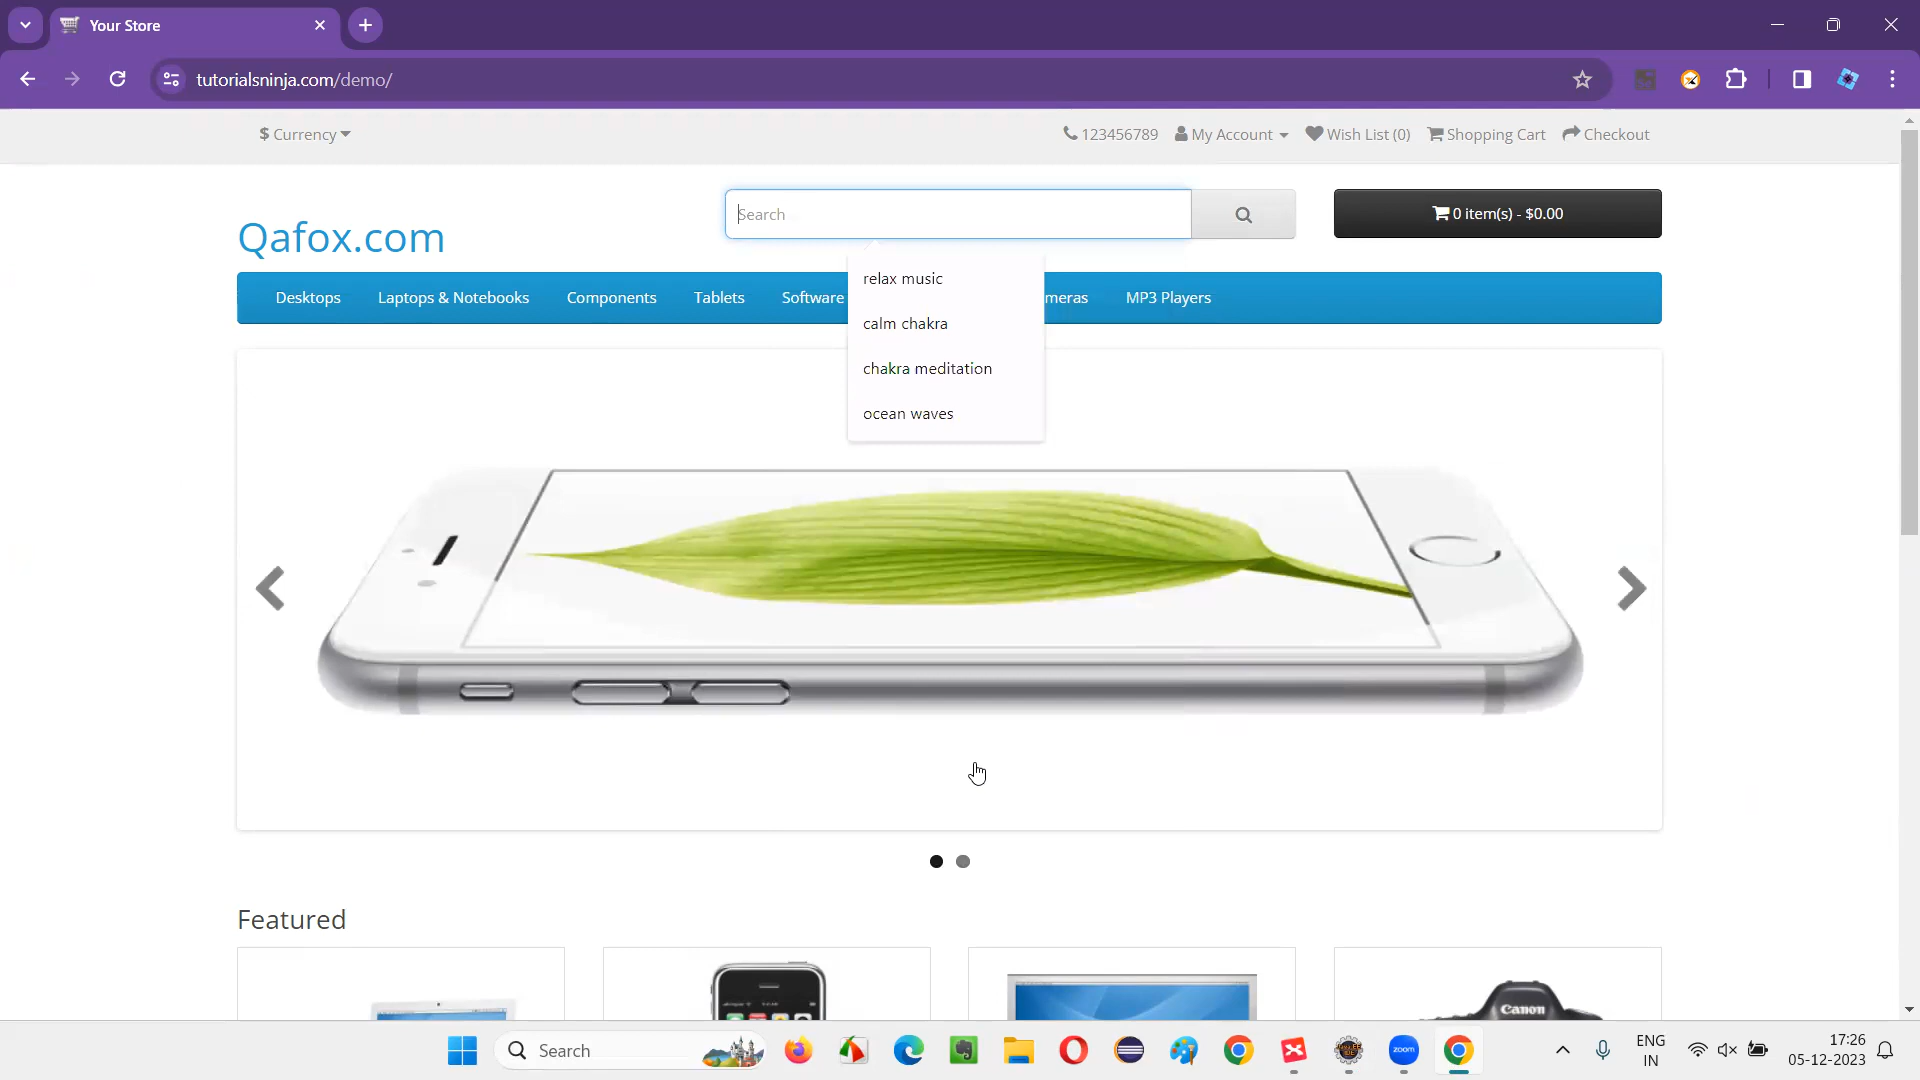 Your Store
tutorialsninja.com/demo/
$ Currency
123456789 My Account Wish List (0) Shopping Cart Checkout
Search
0 item(s) - $0.00
Qafox.com
relax music
calm chakra
chakra meditation
ocean waves
Desktops Laptops & Notebooks Components Tablets Software meras MP3 Players
Featured
Canon
Search
zoom
ENG
IN
17:26
05-12-2023